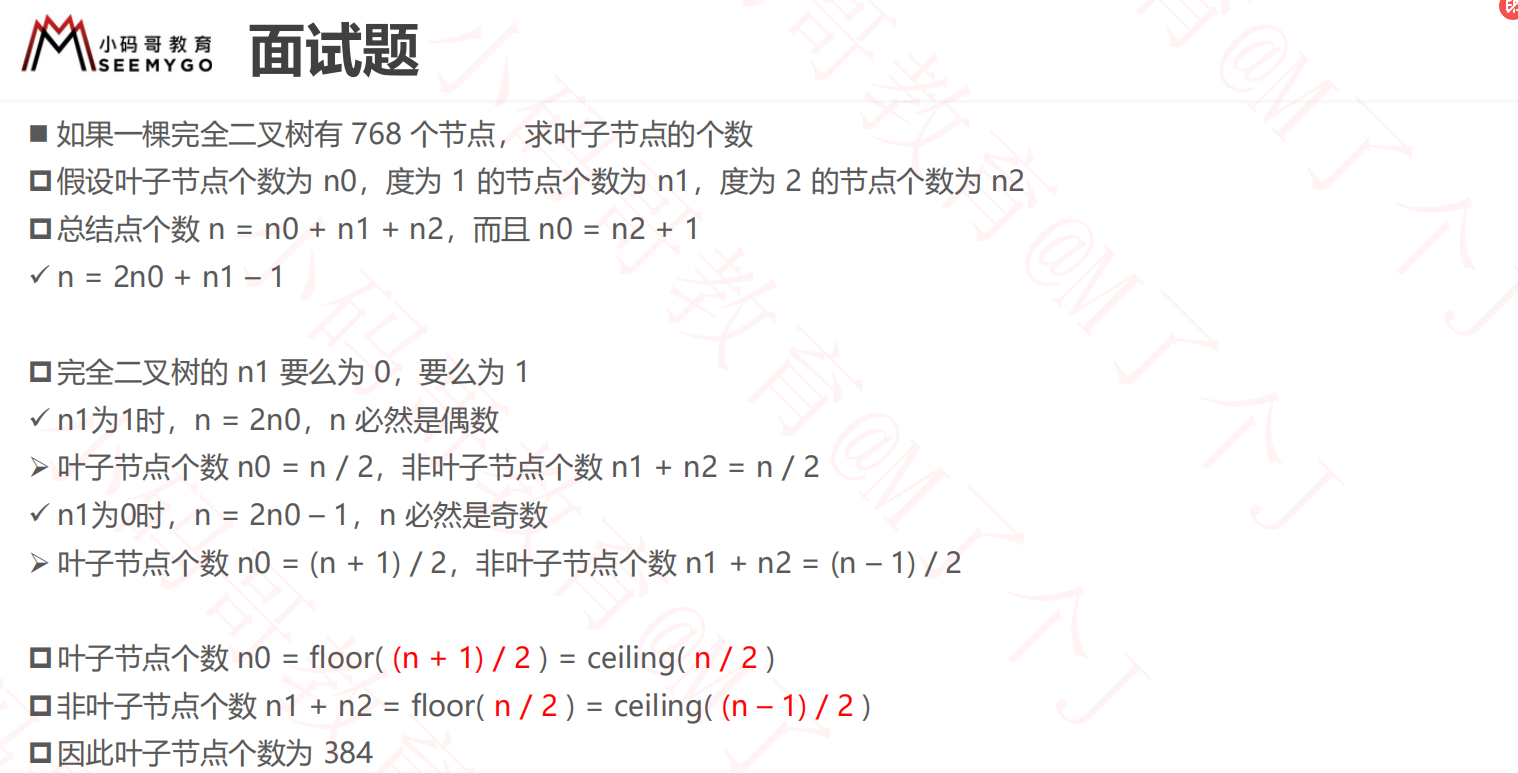 小码哥教育 SEEMYGO 面试题
■ 如果一棵完全二叉树有 768 个节点，求叶子节点的个数
◘ 假设叶子节点个数为 n0，度为 1 的节点个数为 n1，度为 2 的节点个数为 n2
◘ 总结点个数 n = n0 + n1 + n2，而且 n0 = n2 + 1
✓ n = 2n0 + n1 – 1
◘ 完全二叉树的 n1 要么为 0，要么为 1
✓ n1为1时，n = 2n0，n 必然是偶数
➢ 叶子节点个数 n0 = n / 2，非叶子节点个数 n1 + n2 = n / 2
✓ n1为0时，n = 2n0 – 1，n 必然是奇数
➢ 叶子节点个数 n0 = (n + 1) / 2，非叶子节点个数 n1 + n2 = (n – 1) / 2
◘ 叶子节点个数 n0 = floor( (n + 1) / 2 ) = ceiling( n / 2 )
◘ 非叶子节点个数 n1 + n2 = floor( n / 2 ) = ceiling( (n – 1) / 2 )
◘ 因此叶子节点个数为 384
小码哥教育@M了个J